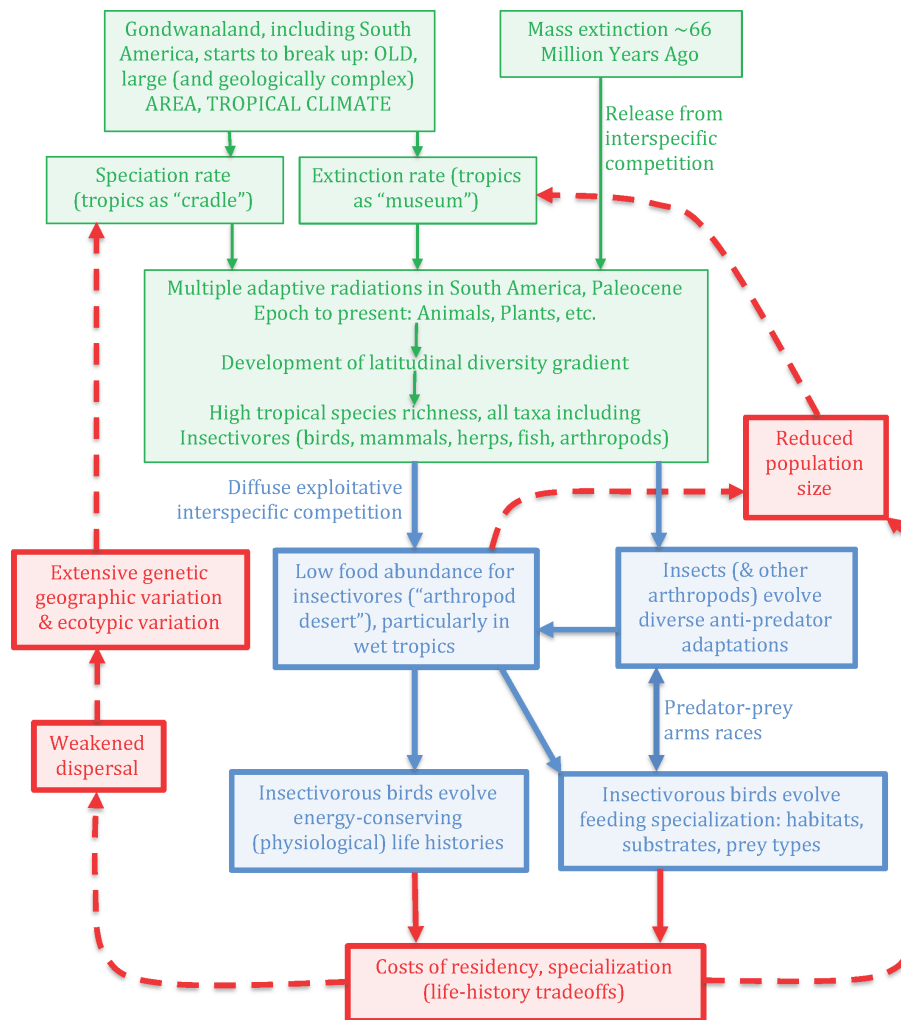 Gondwanaland, including South
America, starts to break up: OLD,
large (and geologically complex)
AREA, TROPICAL CLIMATE
Mass extinction ~66
Million Years Ago
Release from
interspecific
competition
Speciation rate
(tropics as “cradle”)
Extinction rate (tropics
as “museum”)
Multiple adaptive radiations in South America, Paleocene
Epoch to present: Animals, Plants, etc.
Development of latitudinal diversity gradient
High tropical species richness, all taxa including
Insectivores (birds, mammals, herps, fish, arthropods)
Reduced
population
size
Diffuse exploitative
interspecific competition
Extensive genetic
geographic variation
& ecotypic variation
Low food abundance for
insectivores (“arthropod
desert”), particularly in
wet tropics
Insects (& other
arthropods) evolve
diverse anti-predator
adaptations
Predator-prey
arms races
Weakened
dispersal
Insectivorous birds evolve
energy-conserving
(physiological) life histories
Insectivorous birds evolve
feeding specialization: habitats,
substrates, prey types
Costs of residency, specialization
(life-history tradeoffs)